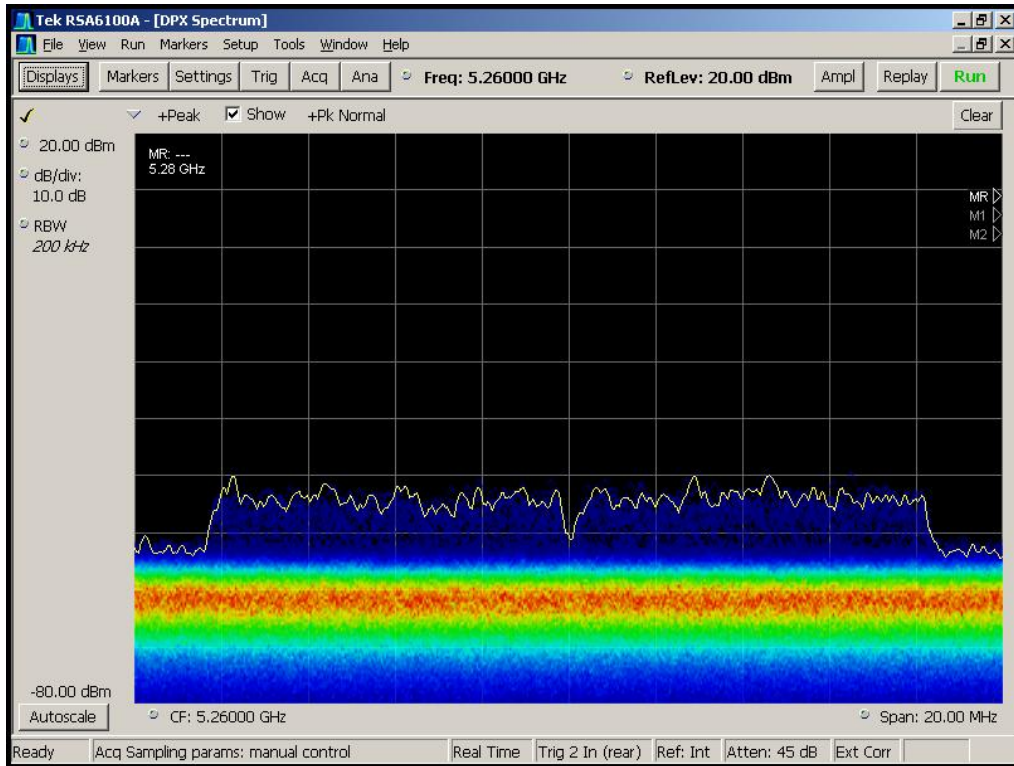 Tek RSA6100A - [DPX Spectrum]
File View Run Markers Setup Tools Window Help
Displays Markers Settings Trig Acq Ana Freq: 5.26000 GHz RefLev: 20.00 dBm Ampl Replay Run
+Peak Show +Pk Normal Clear
20.00 dBm
dB/div:
10.0 dB
RBW
200 kHz
MR: ---
5.28 GHz
MR
M1
M2
-80.00 dBm
Autoscale CF: 5.26000 GHz Span: 20.00 MHz
Ready Acq Sampling params: manual control Real Time Trig 2 In (rear) Ref: Int Atten: 45 dB Ext Corr